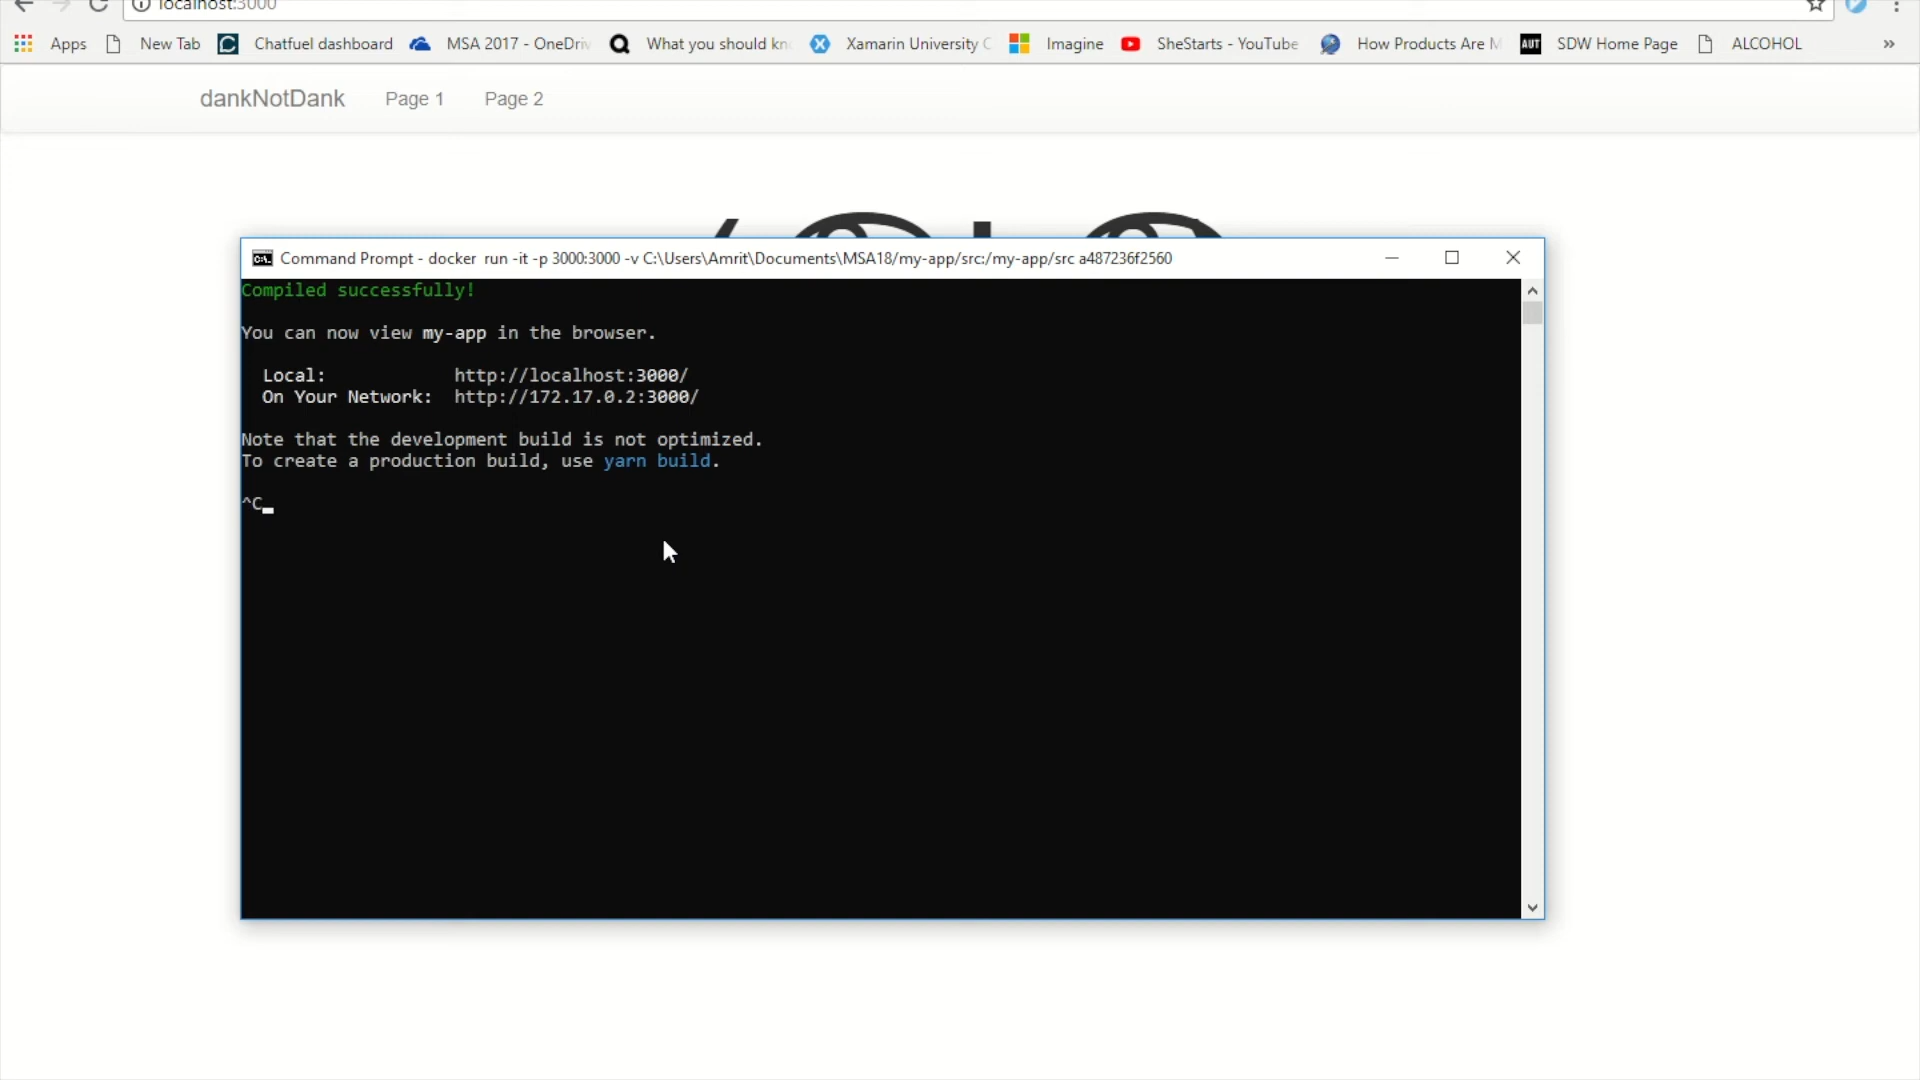 localhost:3000
Apps New Tab Chatfuel dashboard MSA 2017 - OneDriv What you should kn Xamarin University C Imagine SheStarts - YouTube How Products Are M AUT SDW Home Page ALCOHOL »
dankNotDank Page 1 Page 2
Command Prompt - docker run -it -p 3000:3000 -v C:\Users\Amrit\Documents\MSA18/my-app/src:/my-app/src a487236f2560
Compiled successfully!
You can now view my-app in the browser.
Local: http://localhost:3000/
On Your Network: http://172.17.0.2:3000/
Note that the development build is not optimized.
To create a production build, use yarn build.
^C